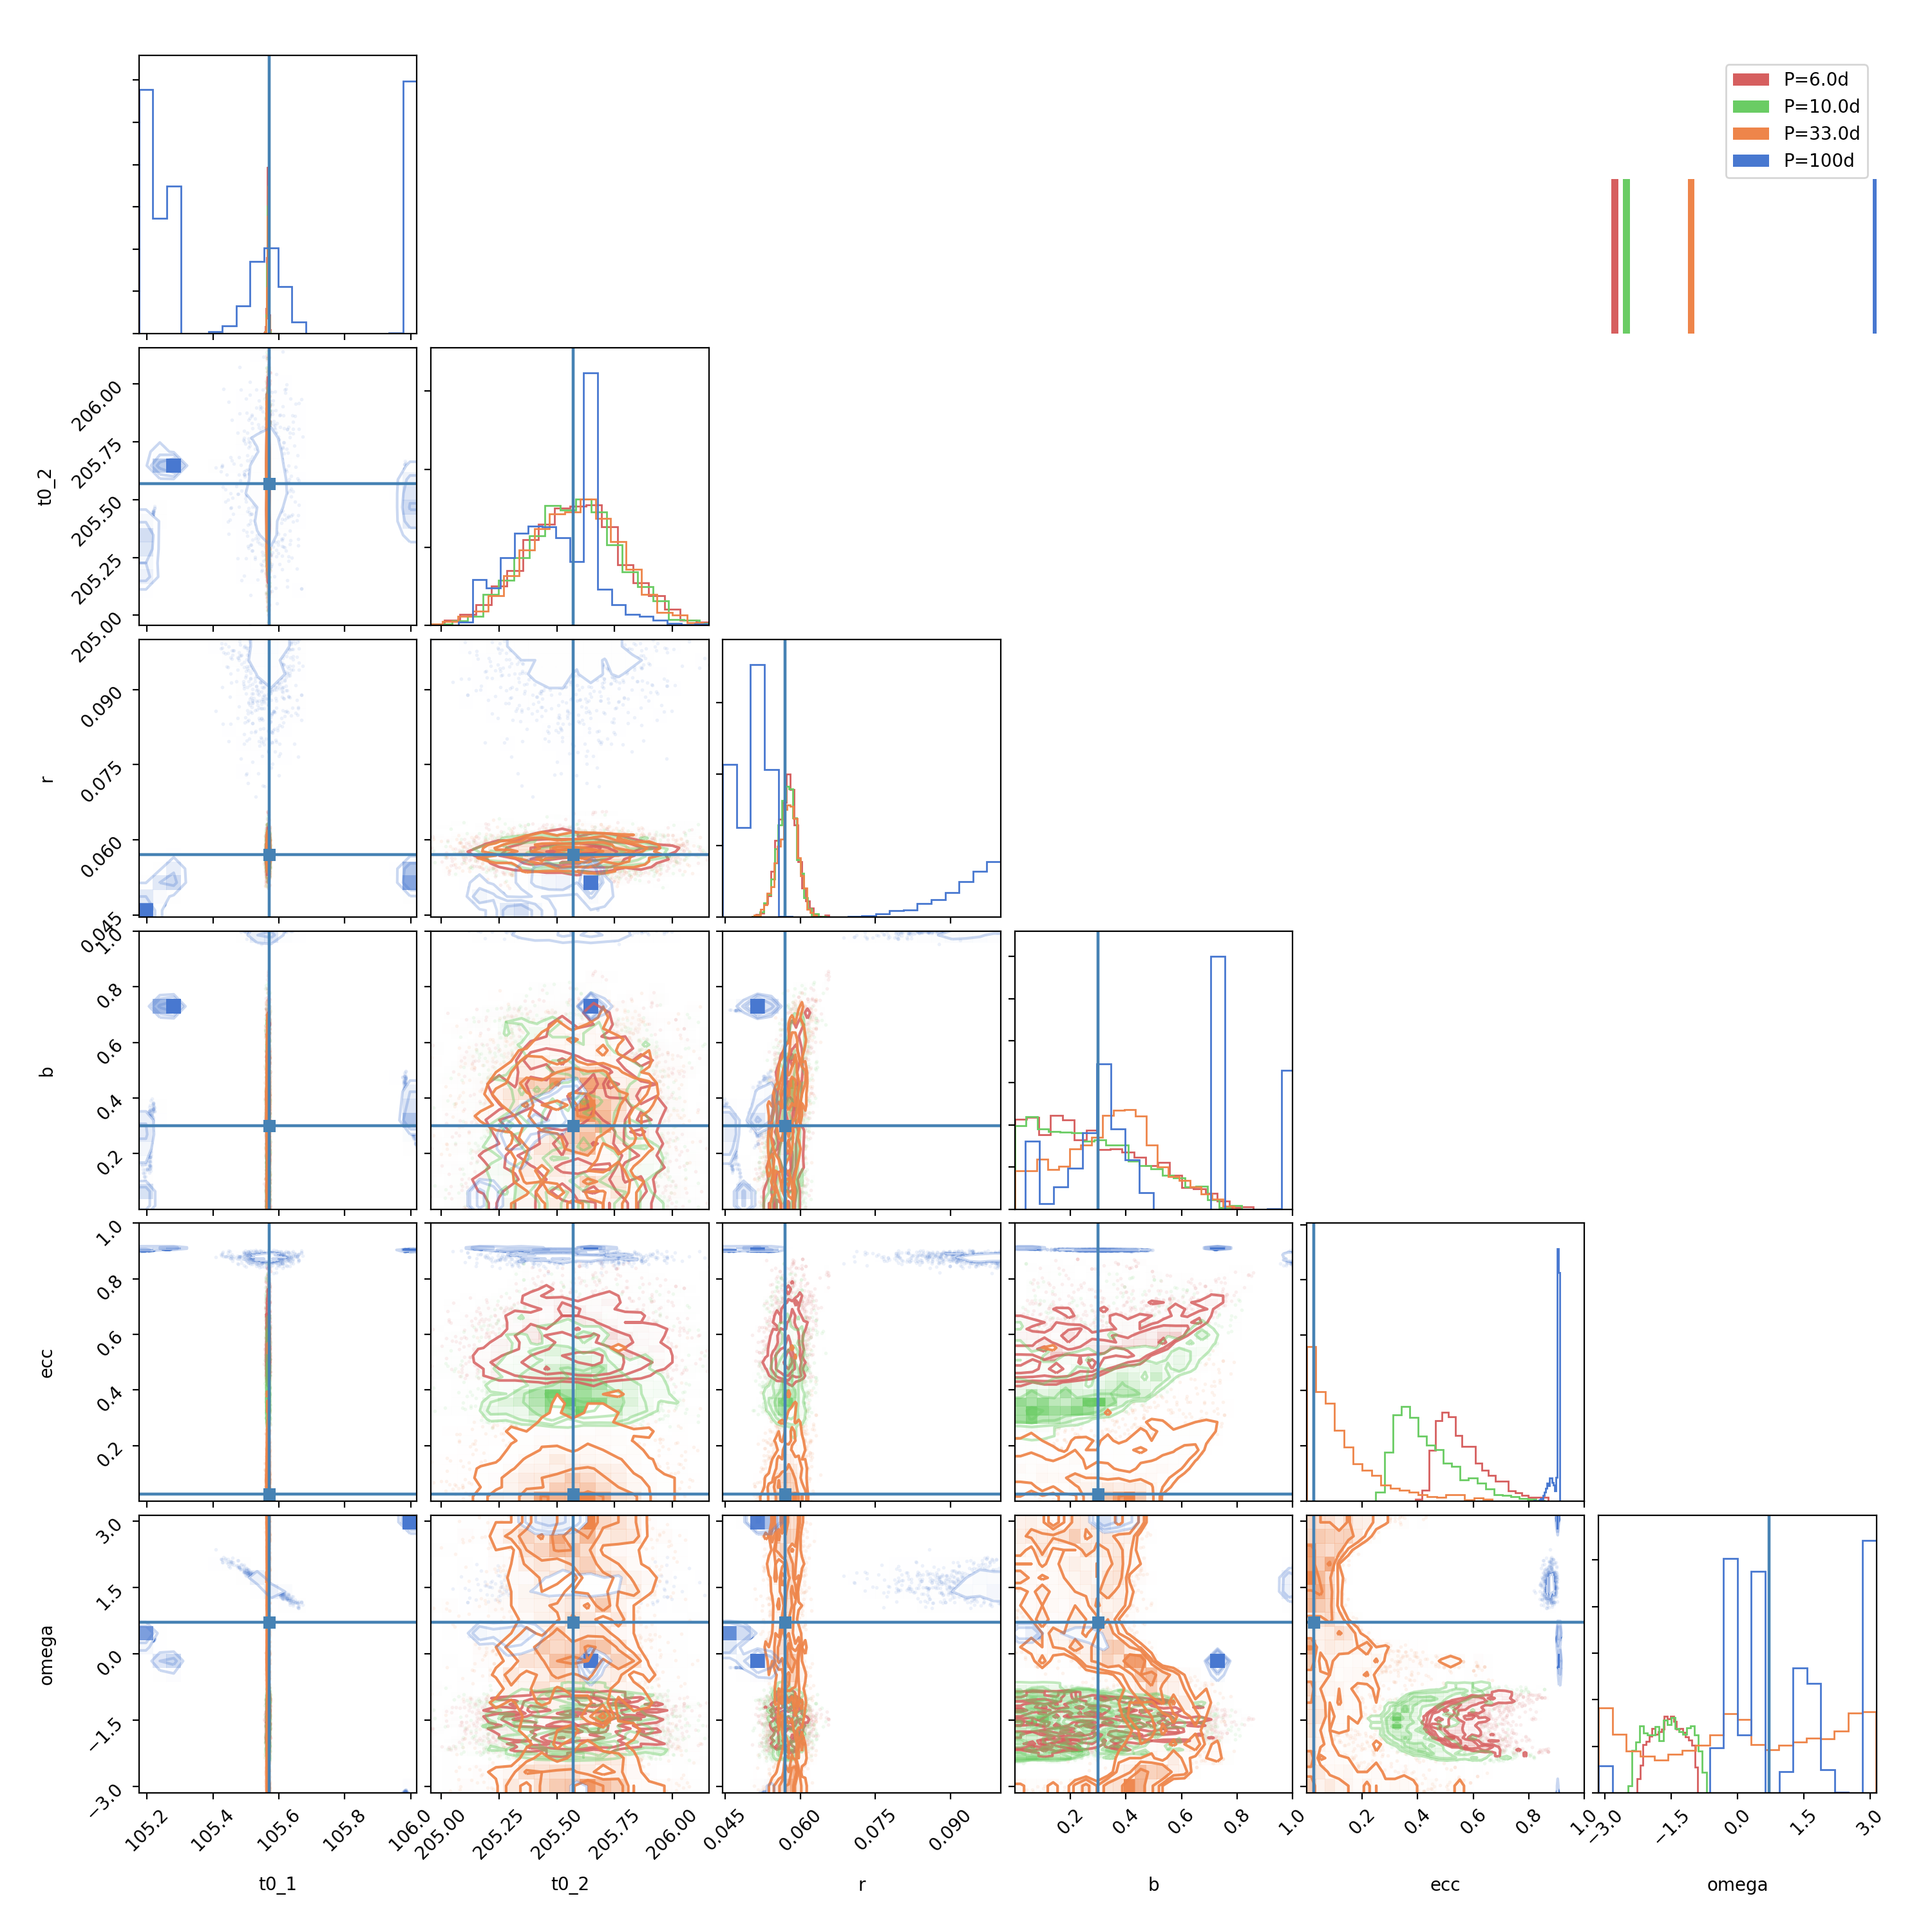 P=6.0d
P=10.0d
P=33.0d
P=100d
t0_2
206.00
205.75
205.50
205.25
205.00
r
0.090
0.075
0.060
0.045
b
1.0
0.8
0.6
0.4
0.2
ecc
1.0
0.8
0.6
0.4
0.2
omega
3.0
1.5
0.0
−1.5
−3.0
105.2 105.4 105.6 105.8 106.0
205.00 205.25 205.50 205.75 206.00
0.045 0.060 0.075 0.090
0.2 0.4 0.6 0.8 1.0
0.2 0.4 0.6 0.8 1.0
−3.0 −1.5 0.0 1.5 3.0
t0_1 t0_2 r b ecc omega